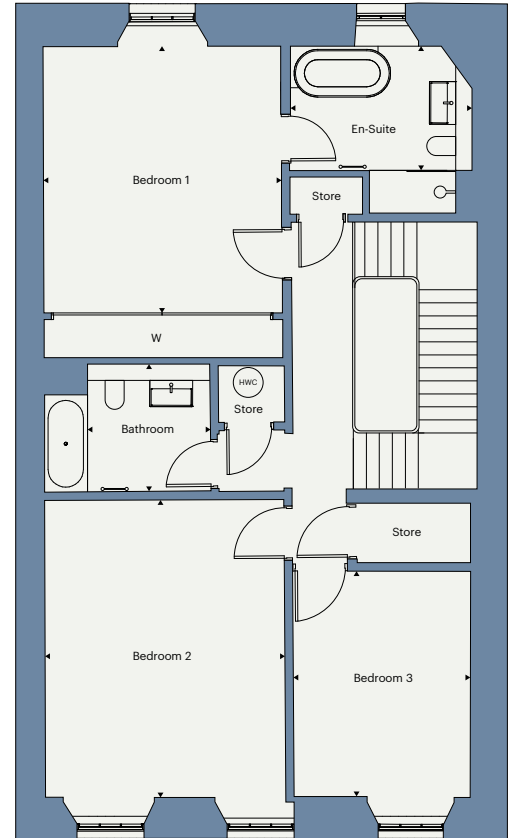 En-Suite
Bedroom 1
Store
W
HWC
Store
Bathroom
Store
Bedroom 2
Bedroom 3